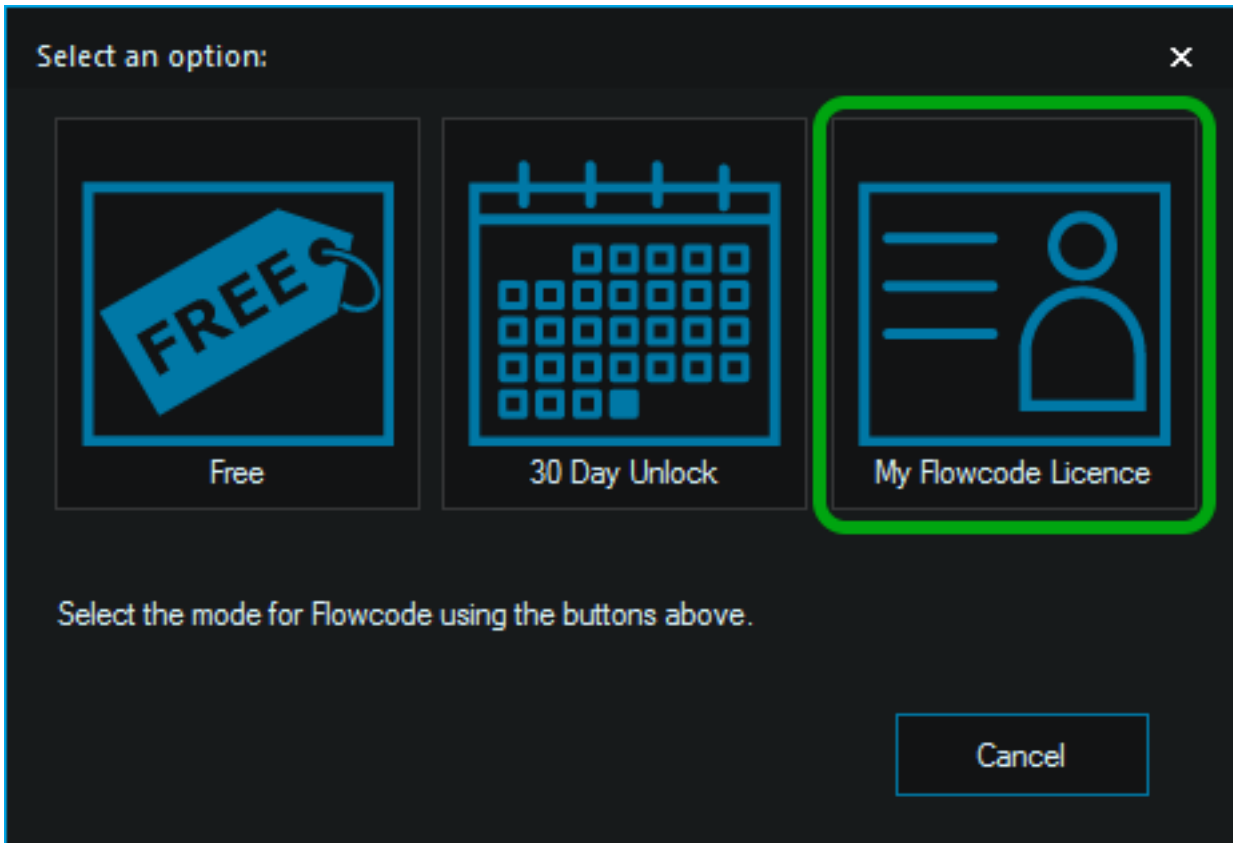 Select an option:
FREE
Free
30 Day Unlock
My Flowcode Licence
Select the mode for Flowcode using the buttons above.
Cancel